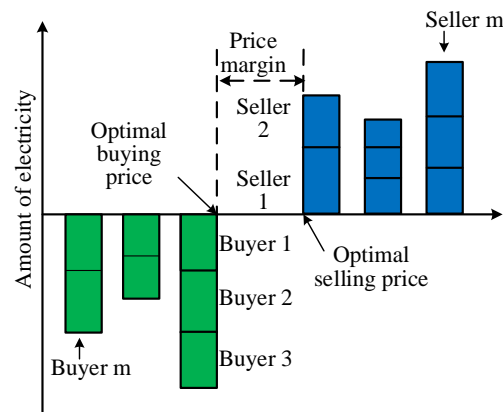 Seller m
Price
margin
Seller
2
Optimal
buying
price
Seller
1
Amount of electricity
Buyer 1
Optimal
selling price
Buyer 2
Buyer m
Buyer 3